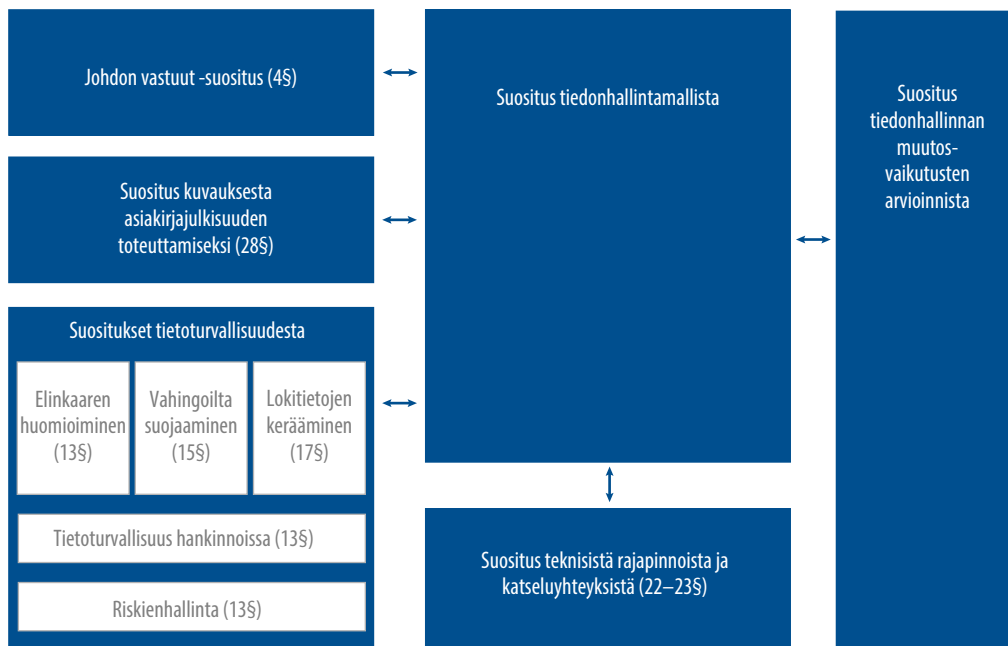 Johdon vastuut -suositus (4§)
Suositus kuvauksesta
asiakirjajulkisuuden
toteuttamiseksi (28§)
Suositukset tietoturvallisuudesta
Elinkaaren
huomioiminen
(13§)
Vahingoilta
suojaaminen
(15§)
Lokitietojen
kerääminen
(17§)
Tietoturvallisuus hankinnoissa (13§)
Riskienhallinta (13§)
Suositus tiedonhallintamallista
Suositus teknisistä rajapinnoista ja
katseluyhteyksistä (22–23§)
Suositus
tiedonhallinnan
muutos-
vaikutusten
arvioinnista